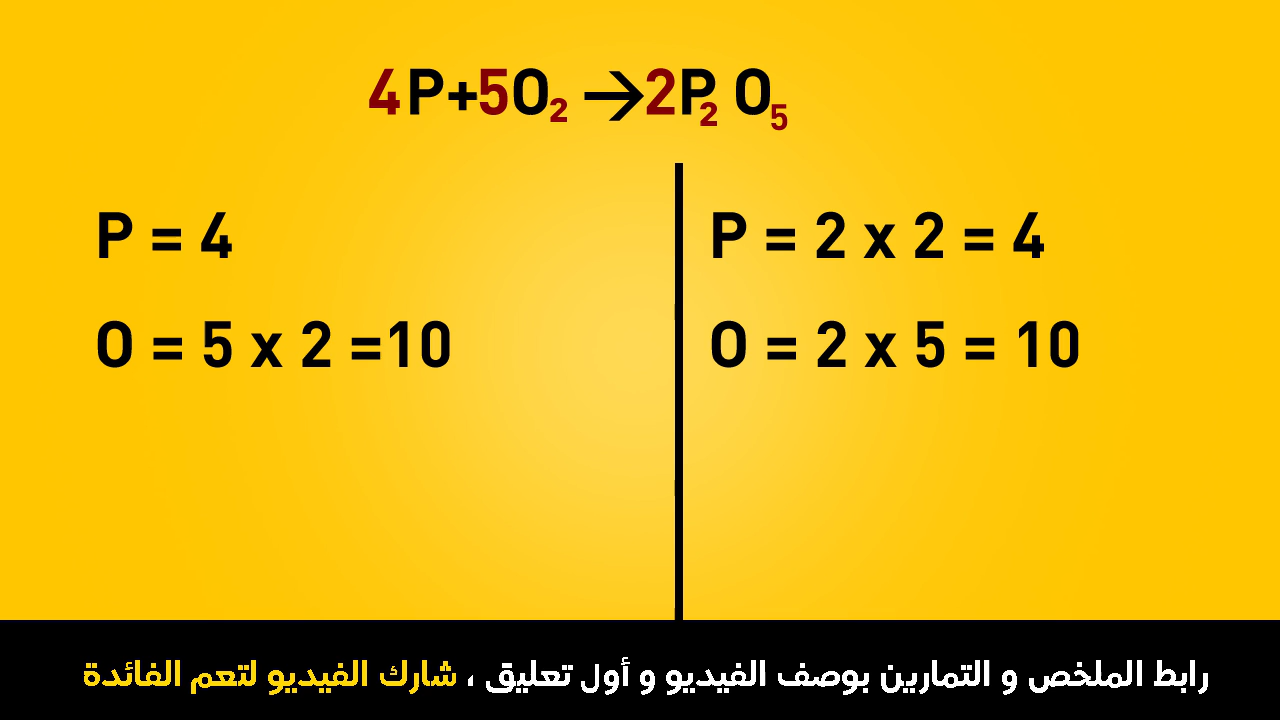 4P+5O₂ →2P₂ O₅
P = 4
P = 2 x 2 = 4
O = 5 x 2 =10
O = 2 x 5 = 10
رابط الملخص و التمارين بوصف الفيديو و أول تعليق ، شارك الفيديو لتعم الفائدة